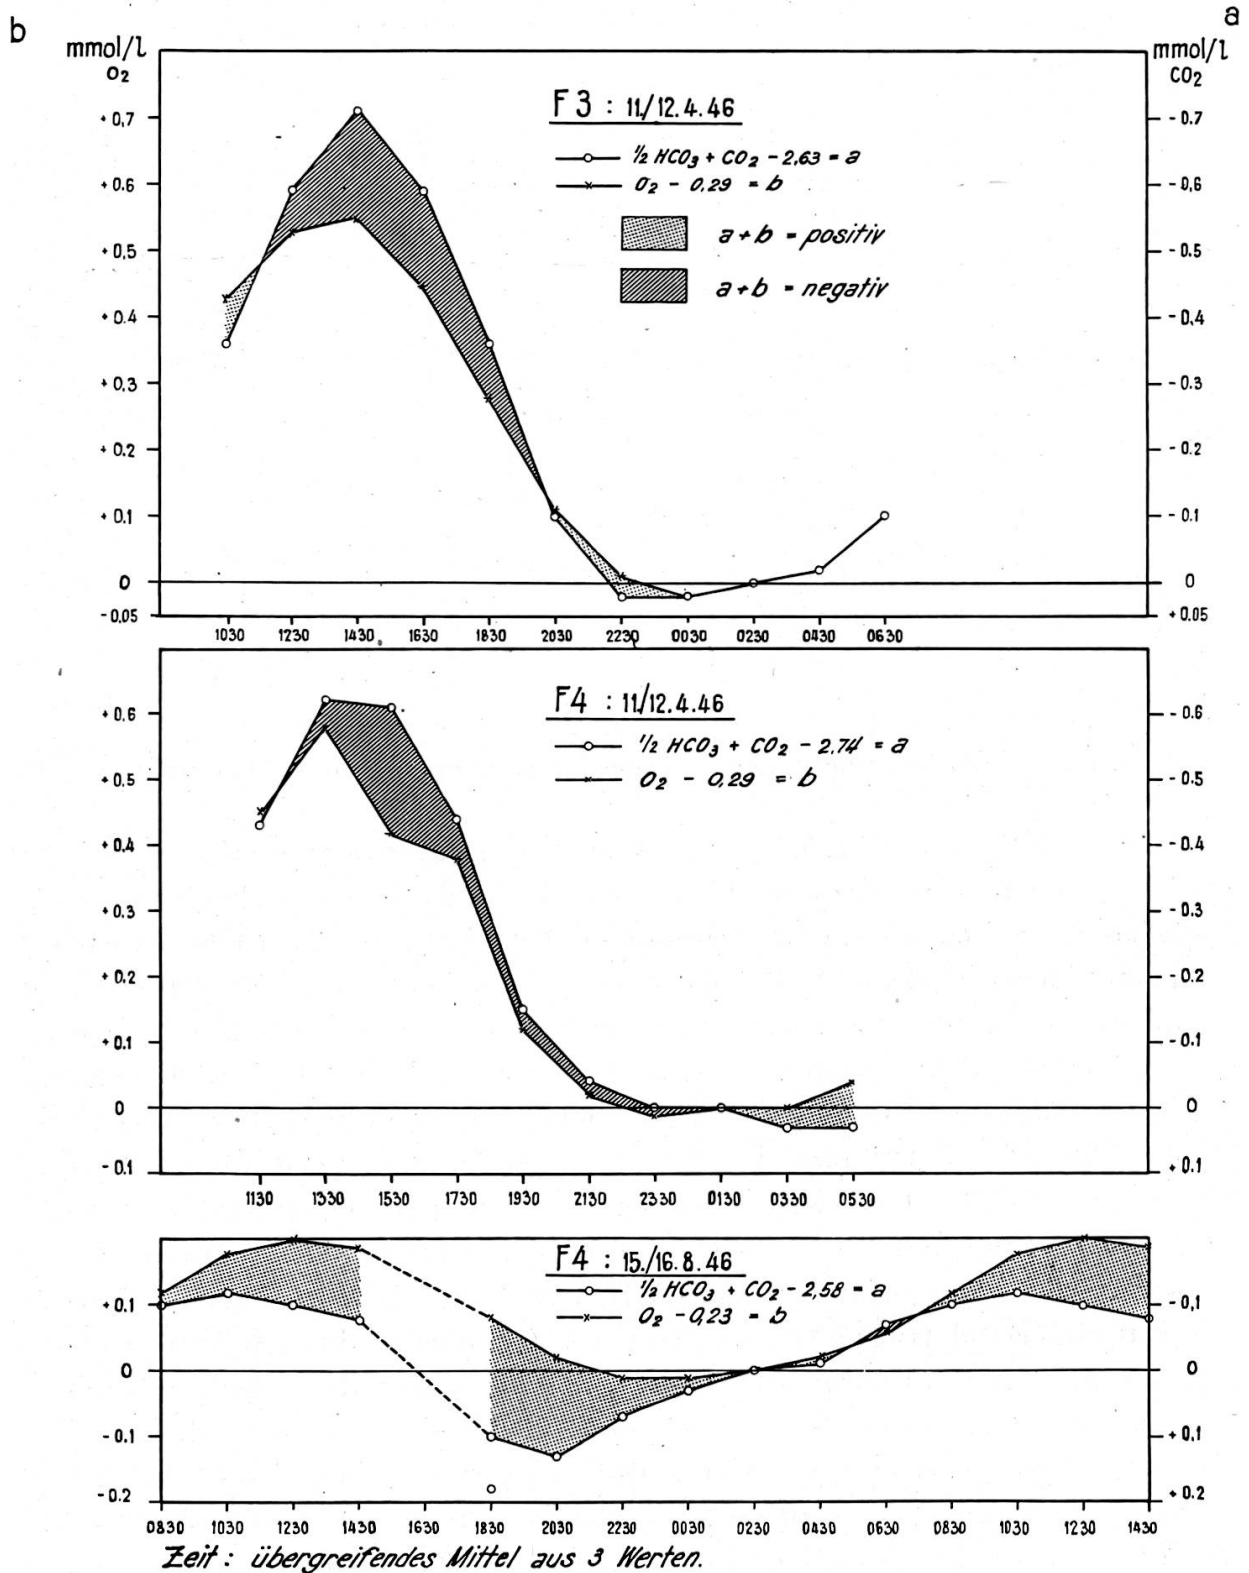 b
a
mmol/l
O₂
mmol/l
CO₂
F3 : 11./12.4.46
½ HCO₃ + CO₂ - 2,63 = a
O₂ - 0,29 = b
a+b = positiv
a+b = negativ
+ 0,7
- 0.7
+ 0.6
- 0.6
+ 0.5
- 0.5
+ 0.4
- 0,4
+ 0.3
- 0.3
+ 0.2
- 0.2
+ 0.1
- 0.1
0
0
- 0.05
+ 0.05
1030 1230 1430 1630 1830 2030 2230 0030 0230 0430 0630
F4 : 11./12.4.46
½ HCO₃ + CO₂ - 2,74 = a
O₂ - 0,29 = b
+ 0.6
- 0.6
+ 0.5
- 0.5
+ 0.4
- 0.4
+ 0.3
- 0.3
+ 0.2
- 0.2
+ 0.1
- 0.1
0
0
- 0.1
+ 0.1
1130 1330 1530 1730 1930 2130 2330 0130 0330 0530
F4 : 15./16.8.46
½ HCO₃ + CO₂ - 2,58 = a
O₂ - 0,23 = b
+ 0.1
- 0,1
0
0
- 0.1
+ 0.1
- 0.2
+ 0.2
0830 1030 1230 1430 1830 2030 2230 0030 0230 0430 0630 0830 1030 1230 1430
Zeit : übergreifendes Mittel aus 3 Werten.